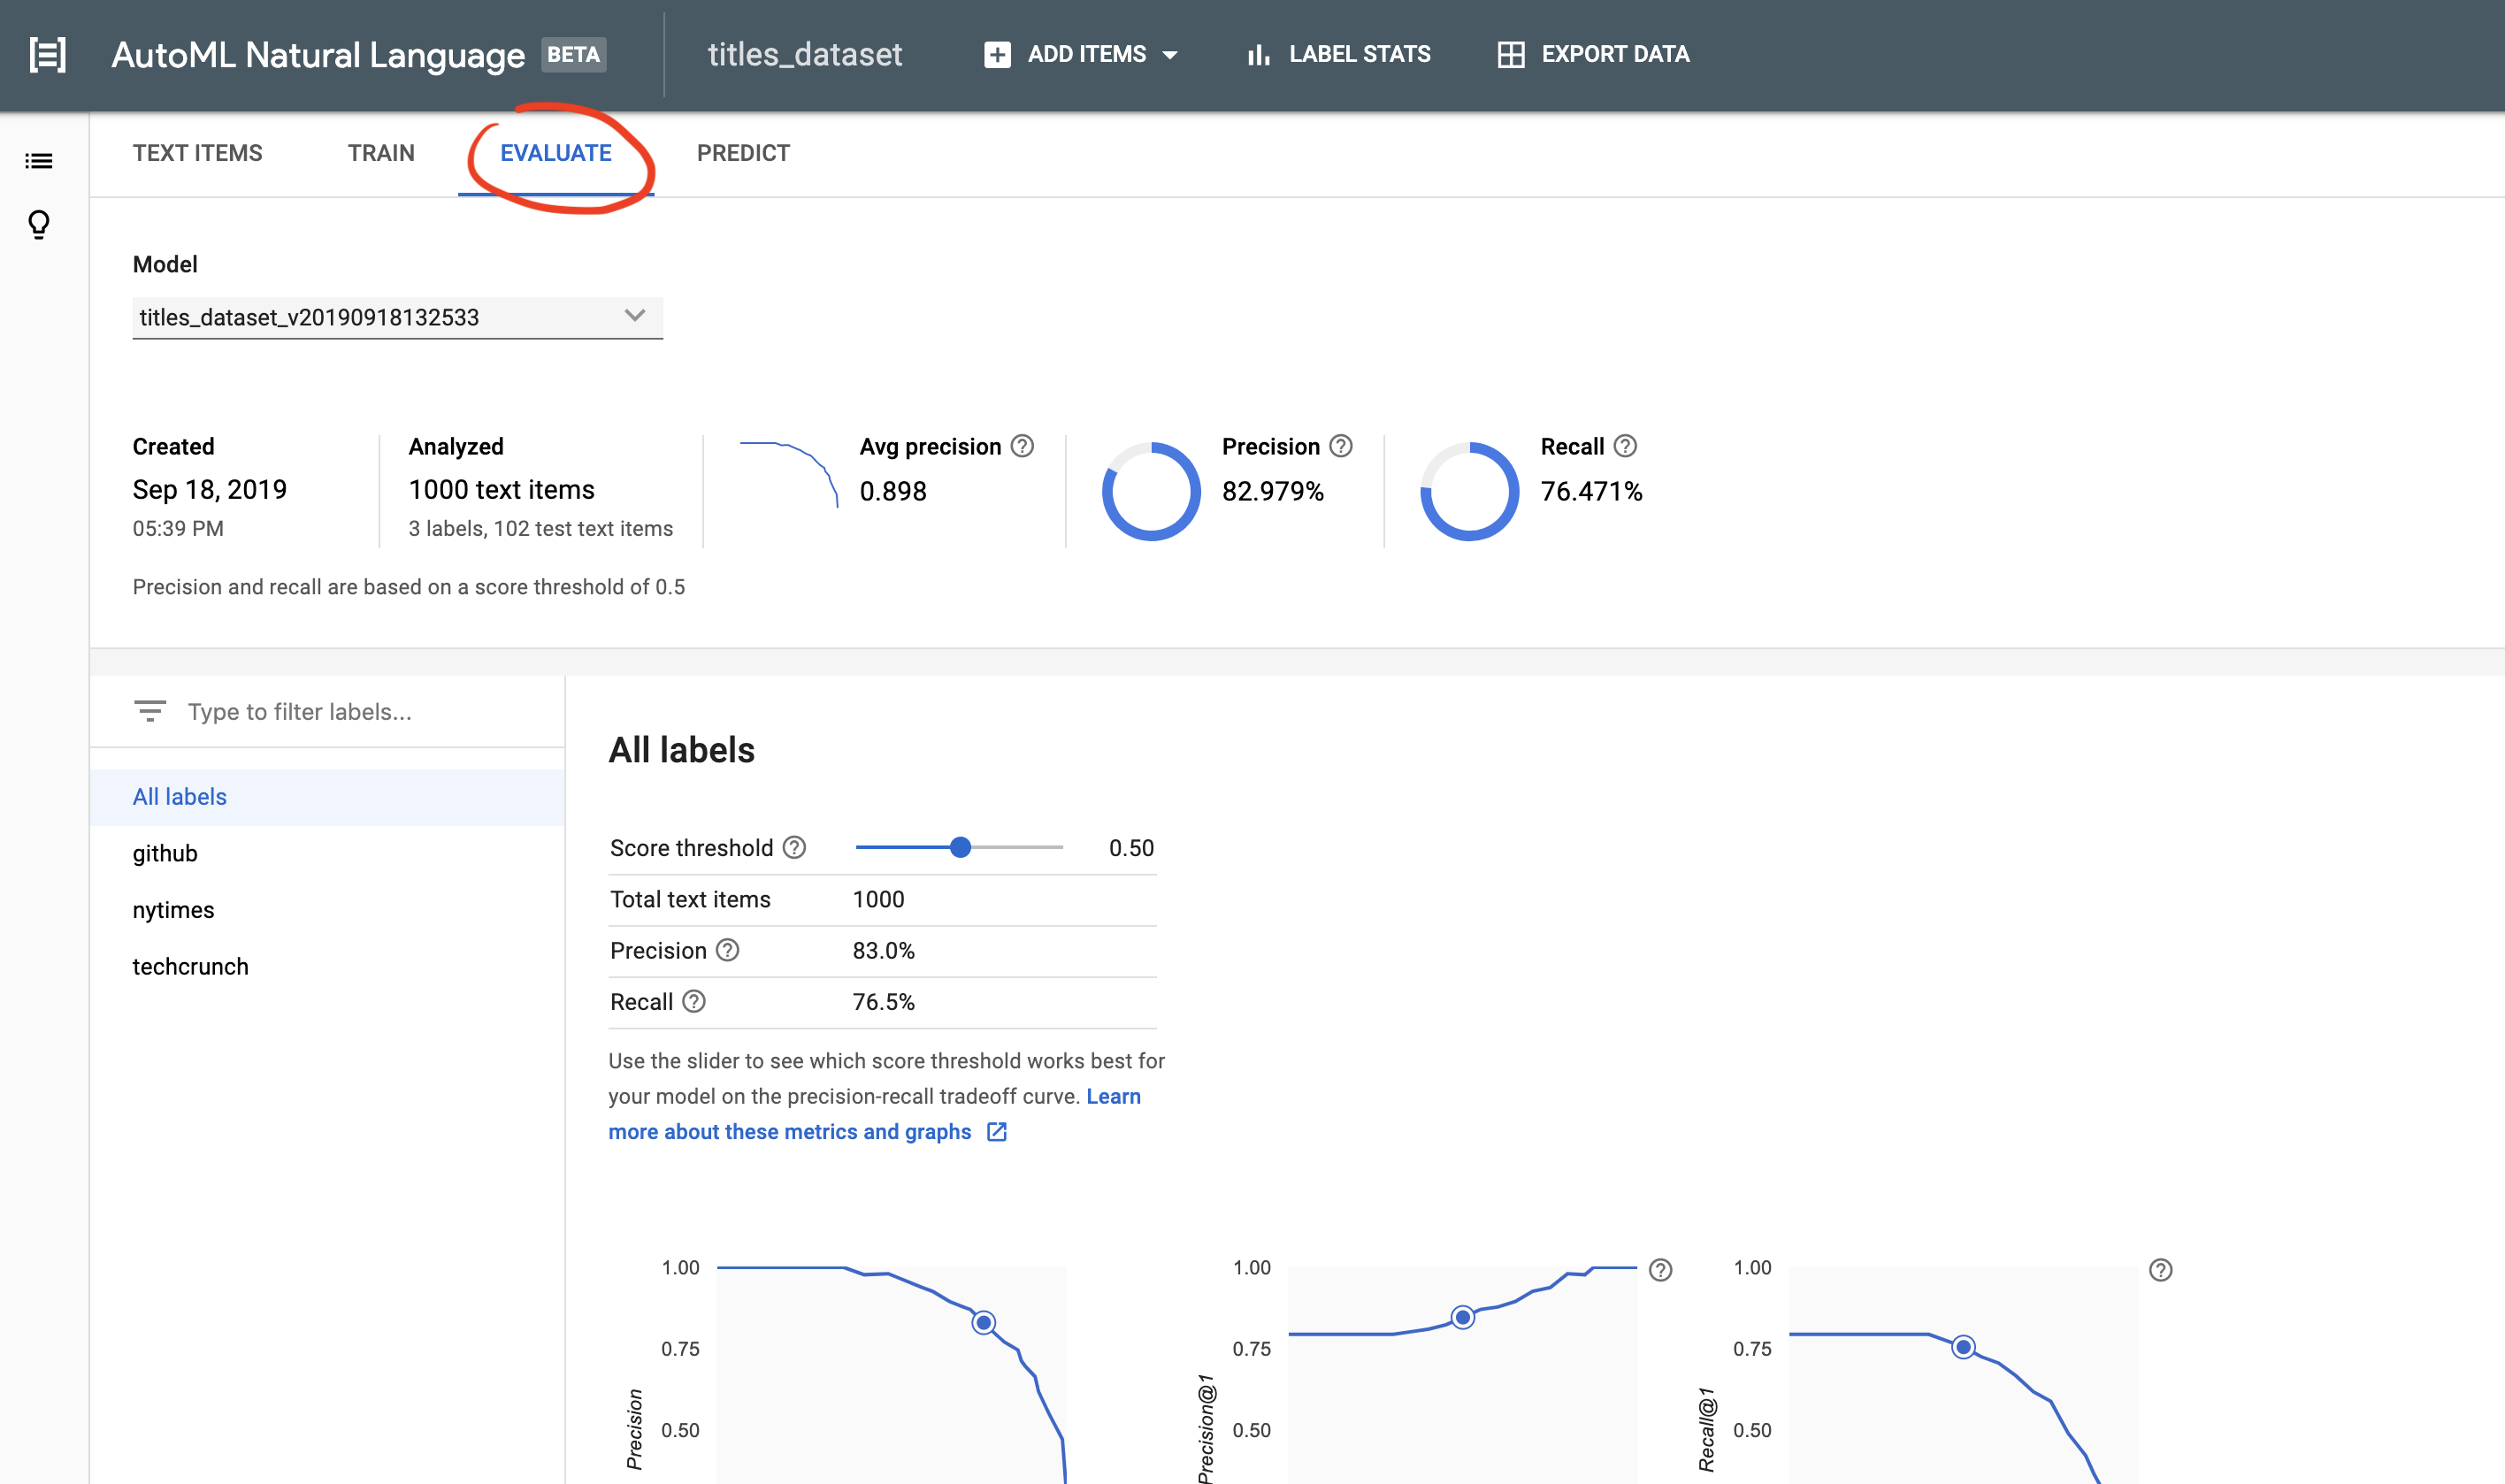 AutoML Natural Language BETA
titles_dataset
ADD ITEMS
LABEL STATS
EXPORT DATA
TEXT ITEMS
TRAIN
EVALUATE
PREDICT
Model
titles_dataset_v20190918132533
Created
Sep 18, 2019
05:39 PM
Analyzed
1000 text items
3 labels, 102 test text items
Avg precision
0.898
Precision
82.979%
Recall
76.471%
Precision and recall are based on a score threshold of 0.5
Type to filter labels...
All labels
github
nytimes
techcrunch
All labels
Score threshold 0.50
Total text items 1000
Precision 83.0%
Recall 76.5%
Use the slider to see which score threshold works best for
your model on the precision-recall tradeoff curve. Learn
more about these metrics and graphs
1.00
0.75
0.50
Precision
1.00
0.75
0.50
Precision@1
1.00
0.75
0.50
Recall@1